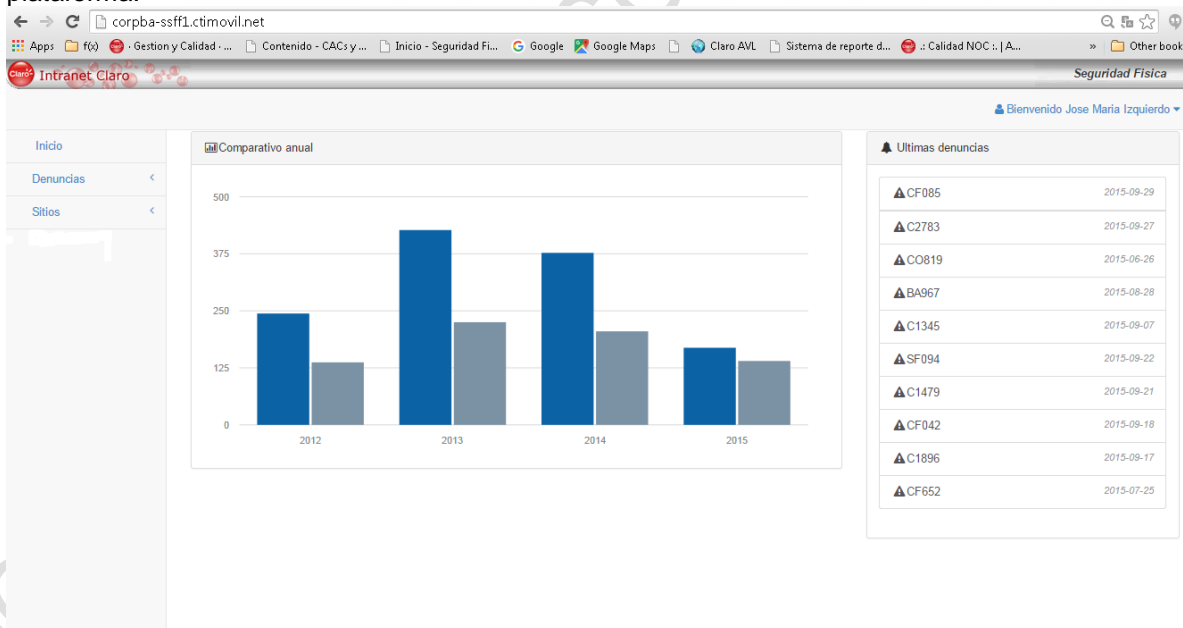 plataforma.
corpba-ssff1.ctimovil.net
Apps f(x) · Gestion y Calidad · ... Contenido - CACs y ... Inicio - Seguridad Fi... Google Google Maps Claro AVL Sistema de reporte d... .: Calidad NOC :. | A... » Other book
Claro Intranet Claro Seguridad Fisica
Bienvenido Jose Maria Izquierdo
Inicio
Denuncias
Sitios
Comparativo anual
500
375
250
125
0
2012 2013 2014 2015
Ultimas denuncias
CF085 2015-09-29
C2783 2015-09-27
CO819 2015-06-26
BA967 2015-08-28
C1345 2015-09-07
SF094 2015-09-22
C1479 2015-09-21
CF042 2015-09-18
C1896 2015-09-17
CF652 2015-07-25